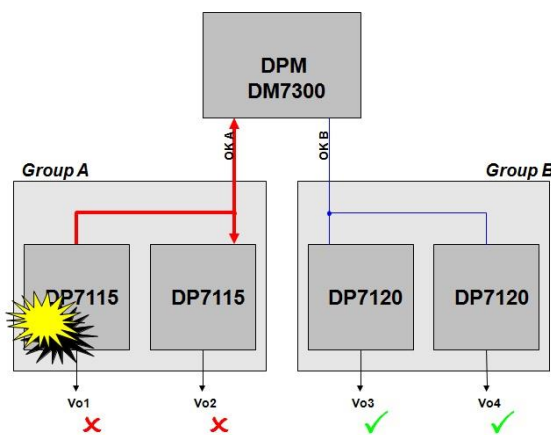 DPM
DM7300
OK A
OK B
Group A
Group B
DP7115
DP7115
DP7120
DP7120
Vo1
Vo2
Vo3
Vo4